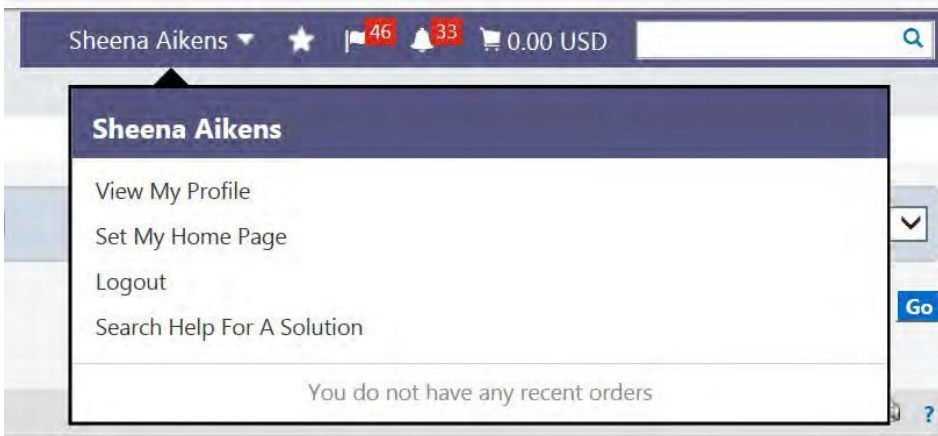 Sheena Aikens 46 33 0.00 USD
Sheena Aikens
View My Profile
Set My Home Page
Logout
Go
Search Help For A Solution
You do not have any recent orders
?